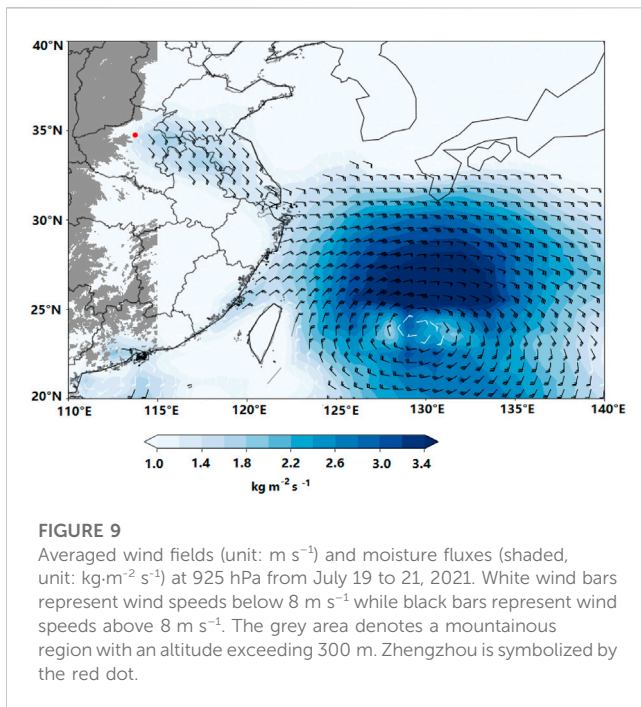 40°N
35°N
30°N
25°N
20°N
110°E 115°E 120°E 125°E 130°E 135°E 140°E
1.0 1.4 1.8 2.2 2.6 3.0 3.4
kg m⁻² s⁻¹
FIGURE 9
Averaged wind fields (unit: m s⁻¹) and moisture fluxes (shaded,
unit: kg·m⁻² s⁻¹) at 925 hPa from July 19 to 21, 2021. White wind bars
represent wind speeds below 8 m s⁻¹ while black bars represent wind
speeds above 8 m s⁻¹. The grey area denotes a mountainous
region with an altitude exceeding 300 m. Zhengzhou is symbolized by
the red dot.